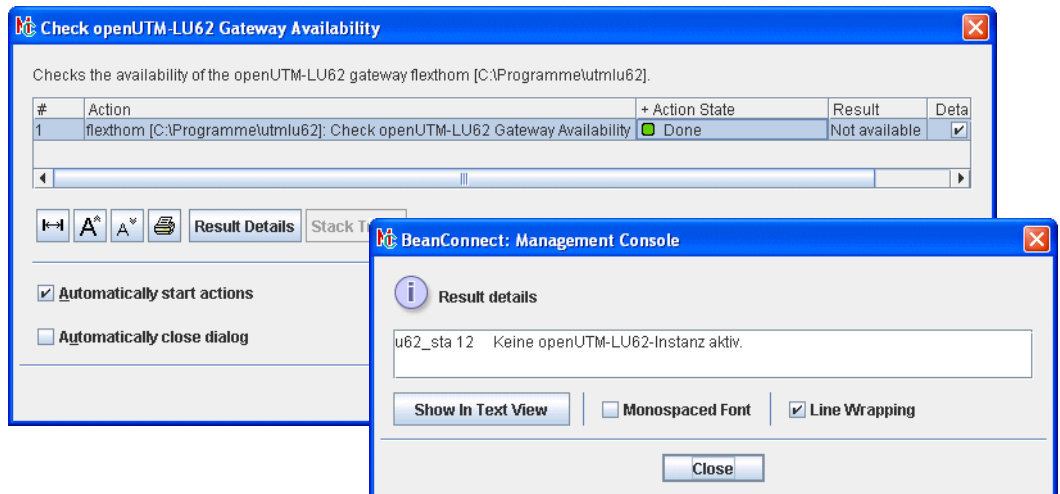 Check openUTM-LU62 Gateway Availability
Checks the availability of the openUTM-LU62 gateway flexthom [C:\Programme\utmlu62].
# Action + Action State Result Deta
1 flexthom [C:\Programme\utmlu62]: Check openUTM-LU62 Gateway Availability Done Not available
Result Details Stack T
BeanConnect: Management Console
Result details
Automatically start actions
Automatically close dialog
u62_sta 12 Keine openUTM-LU62-Instanz aktiv.
Show In Text View Monospaced Font Line Wrapping
Close